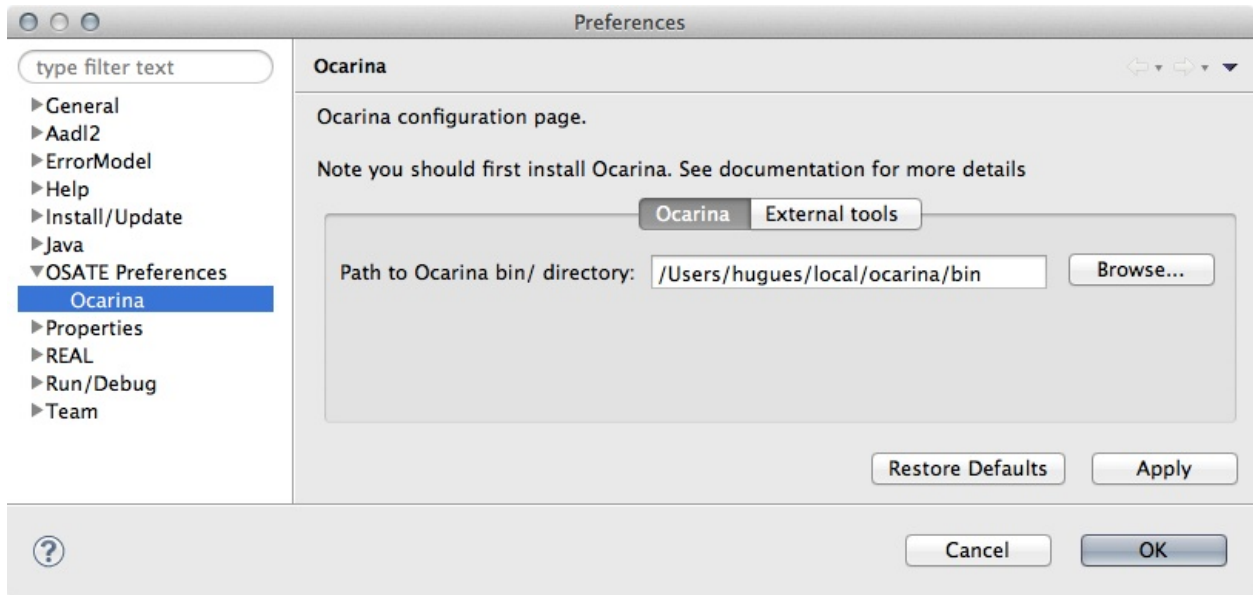 Preferences
type filter text
General
Aadl2
ErrorModel
Help
Install/Update
Java
OSATE Preferences
Ocarina
Properties
REAL
Run/Debug
Team
Ocarina
Ocarina configuration page.
Note you should first install Ocarina. See documentation for more details
Ocarina External tools
Path to Ocarina bin/ directory: /Users/hugues/local/ocarina/bin Browse...
Restore Defaults Apply
? Cancel OK